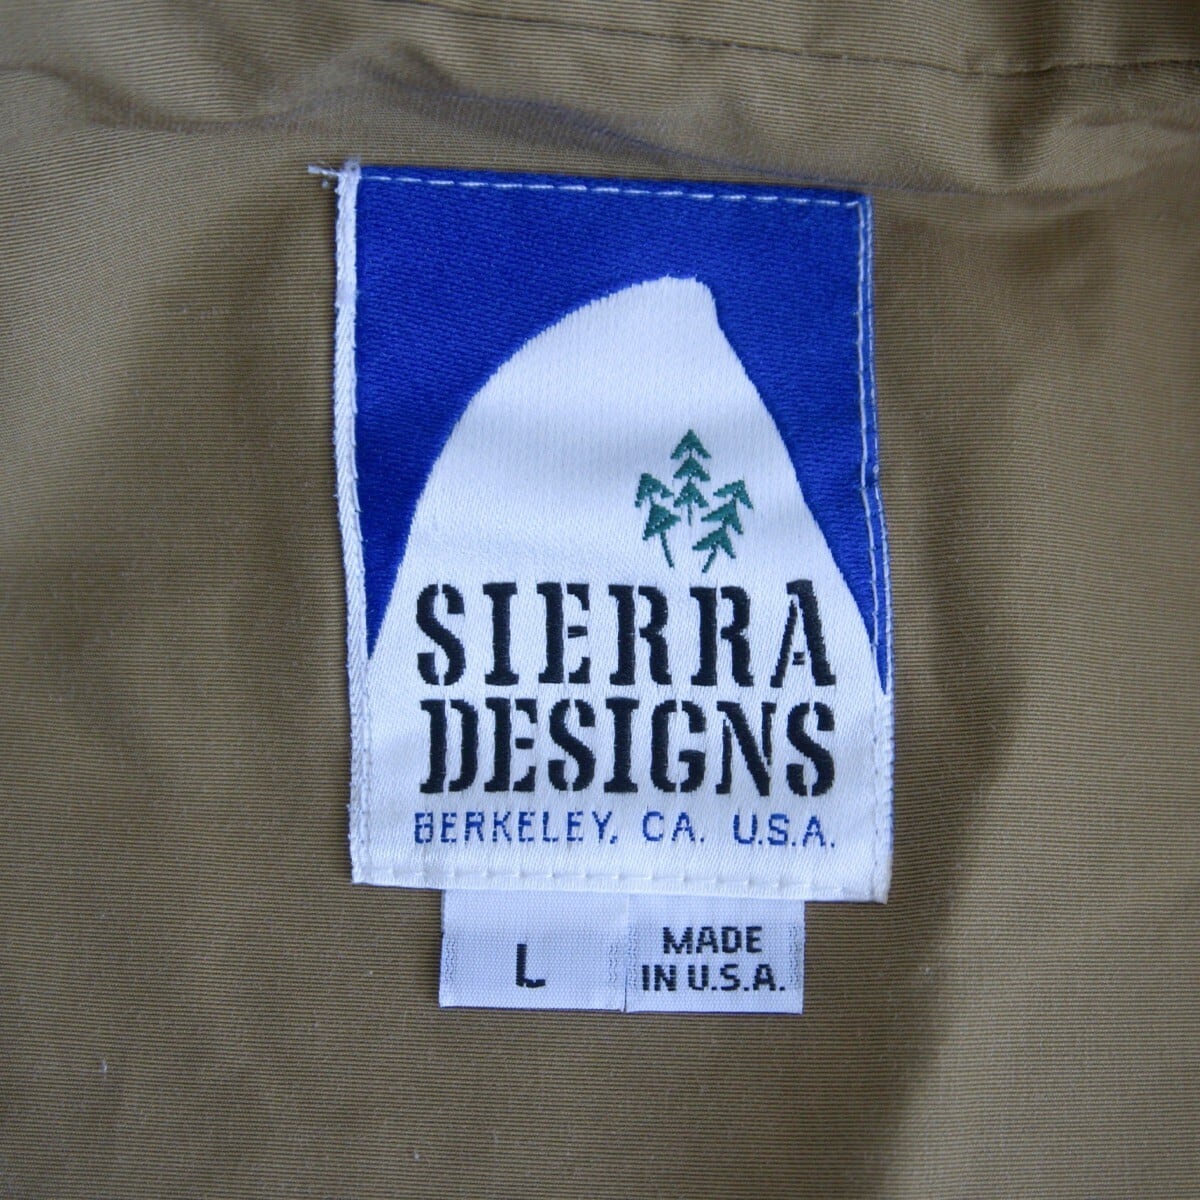 SIERRA
DESIGNS
BERKELEY, CA. U.S.A.
L
MADE
IN U.S.A.